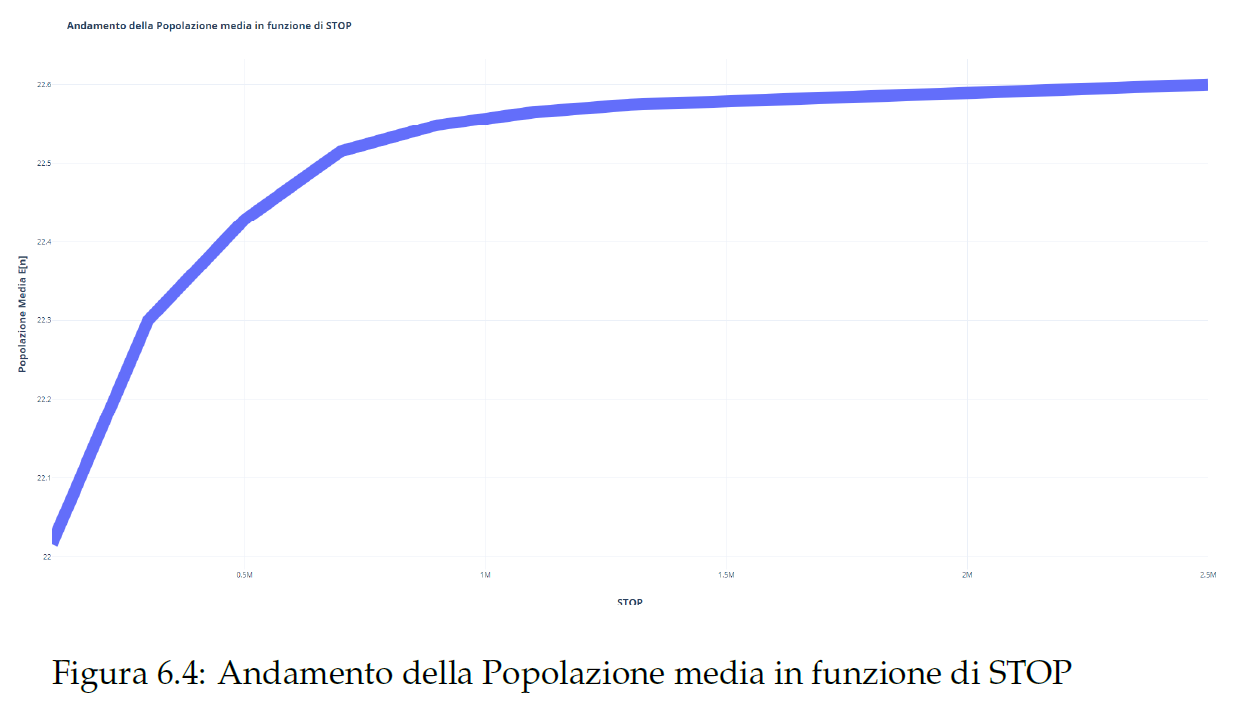 Andamento della Popolazione media in funzione di STOP
Popolazione Media E[n]
22.6
22.5
22.4
22.3
22.2
22.1
22
0.5M
1M
1.5M
2M
2.5M
STOP
Figura 6.4: Andamento della Popolazione media in funzione di STOP